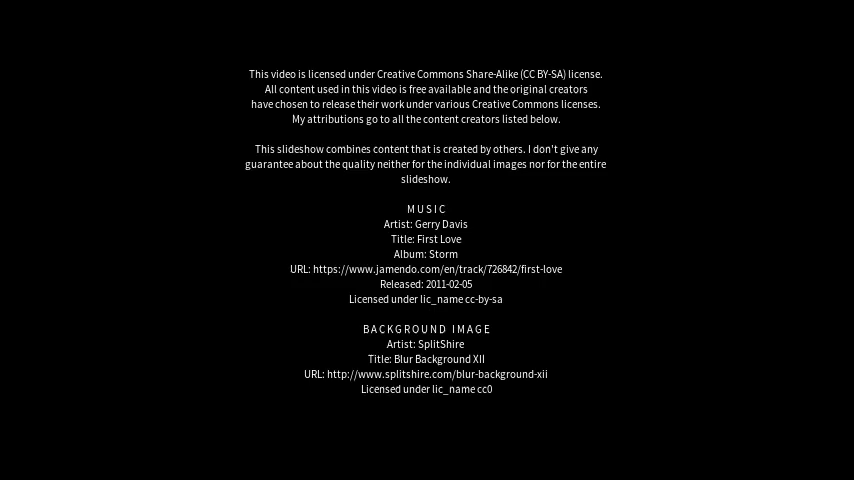 This video is licensed under Creative Commons Share-Alike (CC BY-SA) license.
All content used in this video is free available and the original creators
have chosen to release their work under various Creative Commons licenses.
My attributions go to all the content creators listed below.
This slideshow combines content that is created by others. I don't give any
guarantee about the quality neither for the individual images nor for the entire
slideshow.
MUSIC
Artist: Gerry Davis
Title: First Love
Album: Storm
URL: https://www.jamendo.com/en/track/726842/first-love
Released: 2011-02-05
Licensed under lic_name cc-by-sa
BACKGROUND IMAGE
Artist: SplitShire
Title: Blur Background XII
URL: http://www.splitshire.com/blur-background-xii
Licensed under lic_name cc0